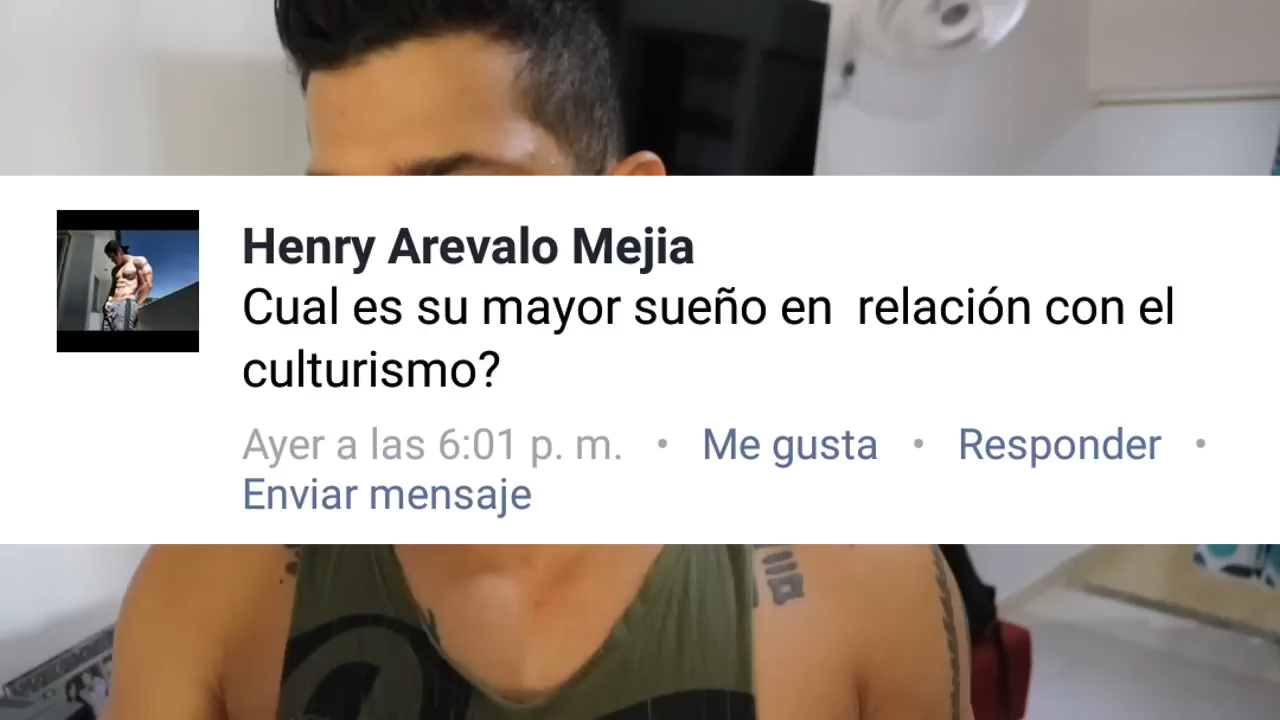 Henry Arevalo Mejia
Cual es su mayor sueño en  relación con el
culturismo?
Ayer a las 6:01 p. m. • Me gusta • Responder •
Enviar mensaje